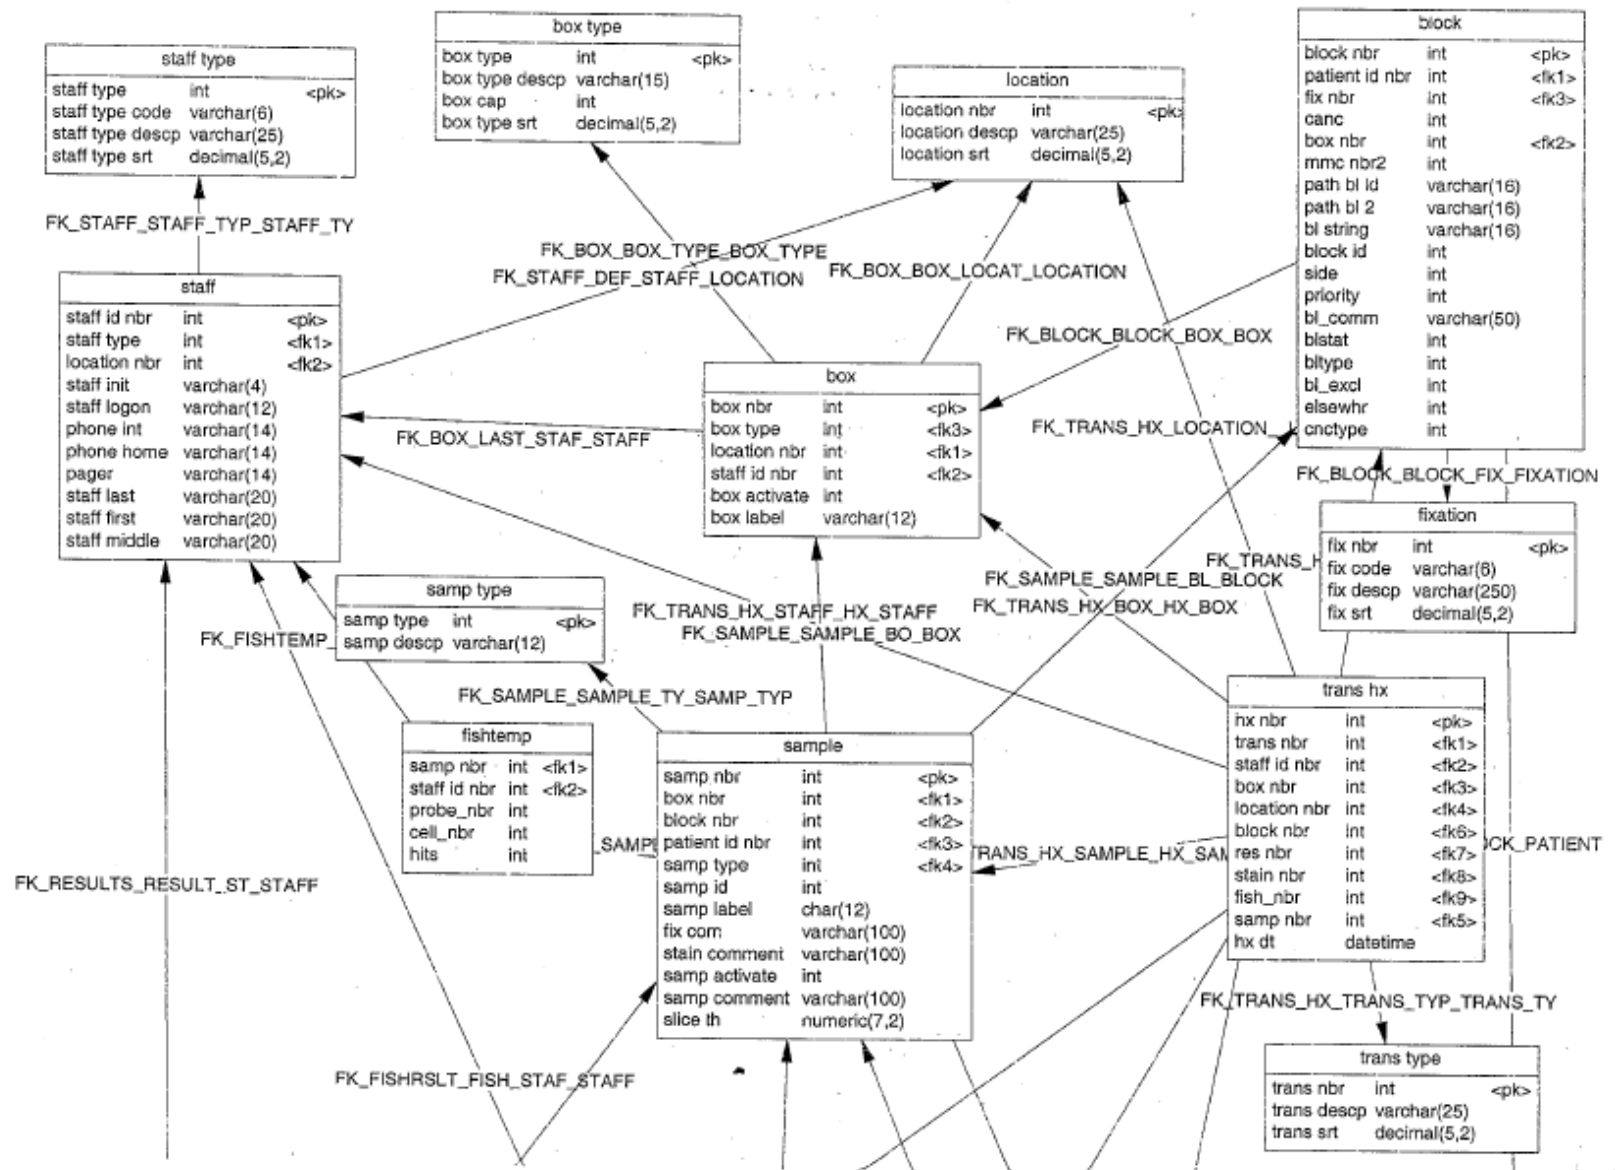 staff type
staff type int <pk>
staff type code varchar(6)
staff type descp varchar(25)
staff type srt decimal(5,2)
box type
box type int <pk>
box type descp varchar(15)
box cap int
box type srt decimal(5,2)
location
location nbr int <pk>
location descp varchar(25)
location srt decimal(5,2)
block
block nbr int <pk>
patient id nbr int <fk1>
fix nbr int <fk3>
canc int
box nbr int <fk2>
mmc nbr2 int
path bl id varchar(16)
path bl 2 varchar(16)
bl string varchar(16)
block id int
side int
priority int
bl_comm varchar(50)
blstat int
bltype int
bl_excl int
elsewhr int
cnctype int
FK_STAFF_STAFF_TYP_STAFF_TY
FK_BOX_BOX_TYPE_BOX_TYPE
FK_STAFF_DEF_STAFF_LOCATION
FK_BOX_BOX_LOCAT_LOCATION
FK_BLOCK_BLOCK_BOX_BOX
staff
staff id nbr int <pk>
staff type int <fk1>
location nbr int <fk2>
staff init varchar(4)
staff logon varchar(12)
phone int varchar(14)
phone home varchar(14)
pager varchar(14)
staff last varchar(20)
staff first varchar(20)
staff middle varchar(20)
FK_BOX_LAST_STAF_STAFF
box
box nbr int <pk>
box type int <fk3>
location nbr int <fk1>
staff id nbr int <fk2>
box activate int
box label varchar(12)
FK_TRANS_HX_LOCATION_
FK_BLOCK_BLOCK_FIX_FIXATION
fixation
fix nbr int <pk>
fix code varchar(6)
fix descp varchar(250)
fix srt decimal(5,2)
FK_TRANS_H
FK_SAMPLE_SAMPLE_BL_BLOCK
FK_TRANS_HX_BOX_HX_BOX
samp type
samp type int <pk>
samp descp varchar(12)
FK_FISHTEMP_
FK_TRANS_HX_STAFF_HX_STAFF
FK_SAMPLE_SAMPLE_BO_BOX
FK_SAMPLE_SAMPLE_TY_SAMP_TYP
fishtemp
samp nbr int <fk1>
staff id nbr int <fk2>
probe_nbr int
cell_nbr int
hits int
_SAMP
sample
samp nbr int <pk>
box nbr int <fk1>
block nbr int <fk2>
patient id nbr int <fk3>
samp type int <fk4>
samp id int
samp label char(12)
fix com varchar(100)
stain comment varchar(100)
samp activate int
samp comment varchar(100)
slice th numeric(7,2)
TRANS_HX_SAMPLE_HX_SAM
trans hx
hx nbr int <pk>
trans nbr int <fk1>
staff id nbr int <fk2>
box nbr int <fk3>
location nbr int <fk4>
block nbr int <fk6>
res nbr int <fk7>
stain nbr int <fk8>
fish_nbr int <fk9>
samp nbr int <fk5>
hx dt datetime
OCK_PATIENT
FK_RESULTS_RESULT_ST_STAFF
FK_TRANS_HX_TRANS_TYP_TRANS_TY
FK_FISHRSLT_FISH_STAF_STAFF
trans type
trans nbr int <pk>
trans descp varchar(25)
trans srt decimal(5,2)